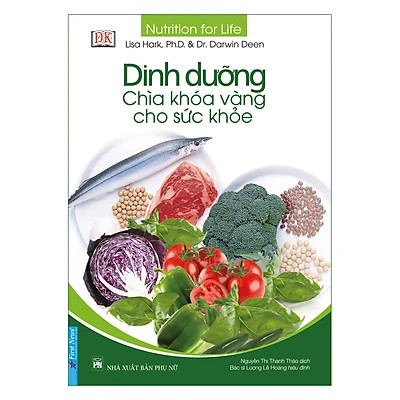 Nutrition for Life
DK
Lisa Hark, Ph.D. & Dr. Darwin Deen
Dinh dưỡng
Chìa khóa vàng
cho sức khỏe
Nguyễn Thị Thanh Thảo dịch
Bác sĩ Lương Lễ Hoàng hiệu đính
First News
PN
NHÀ XUẤT BẢN PHỤ NỮ